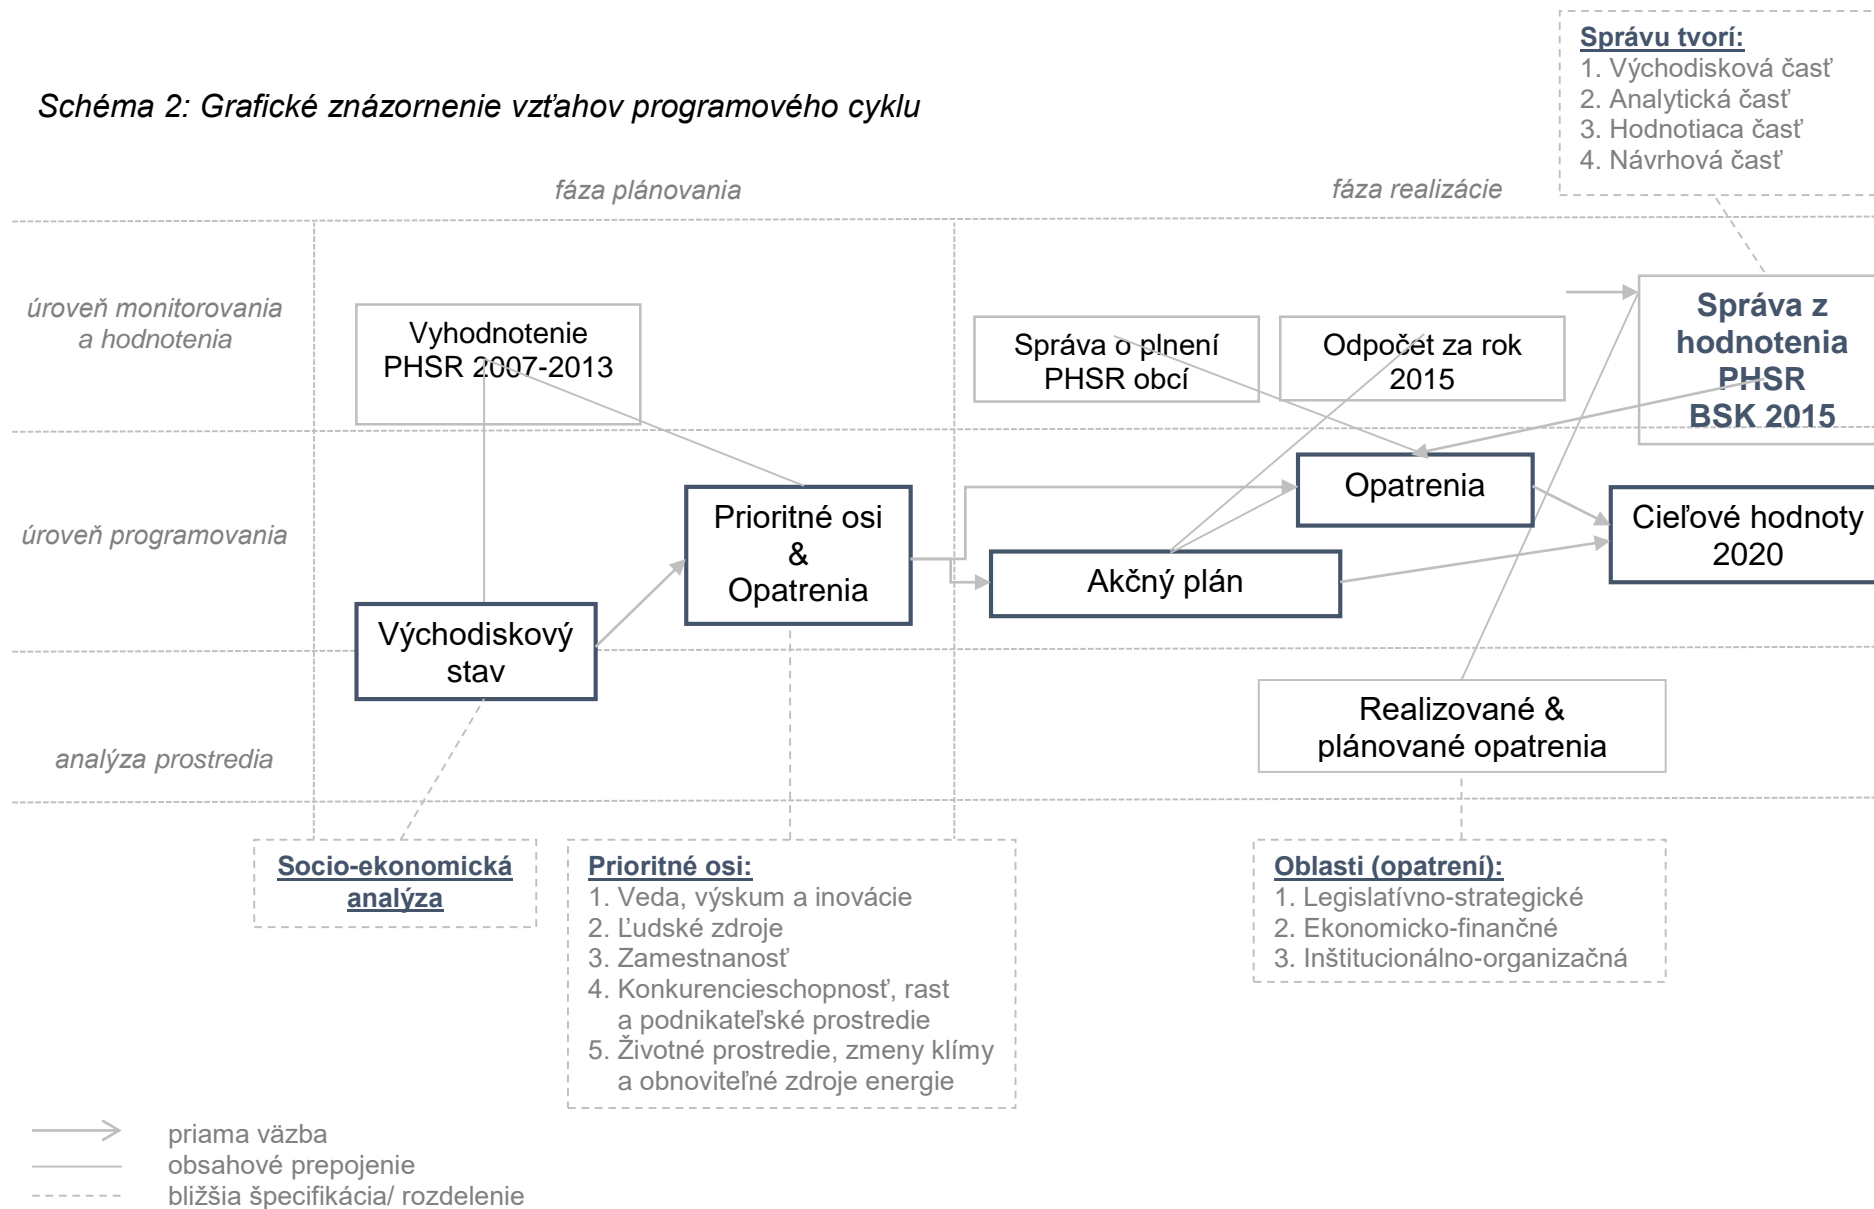 Správu tvorí:
1. Východisková časť
2. Analytická časť
3. Hodnotiaca časť
4. Návrhová časť
Schéma 2: Grafické znázornenie vzťahov programového cyklu
fáza plánovania
fáza realizácie
úroveň monitorovania
a hodnotenia
Vyhodnotenie
PHSR 2007-2013
Správa o plnení
PHSR obcí
Odpočet za rok
2015
Správa z
hodnotenia
PHSR
BSK 2015
úroveň programovania
Prioritné osi
&
Opatrenia
Opatrenia
Akčný plán
Cieľové hodnoty
2020
Východiskový
stav
analýza prostredia
Realizované &
plánované opatrenia
Socio-ekonomická
analýza
Prioritné osi:
1. Veda, výskum a inovácie
2. Ľudské zdroje
3. Zamestnanosť
4. Konkurencieschopnosť, rast
a podnikateľské prostredie
5. Životné prostredie, zmeny klímy
a obnoviteľné zdroje energie
Oblasti (opatrení):
1. Legislatívno-strategické
2. Ekonomicko-finančné
3. Inštitucionálno-organizačná
priama väzba
obsahové prepojenie
bližšia špecifikácia/ rozdelenie